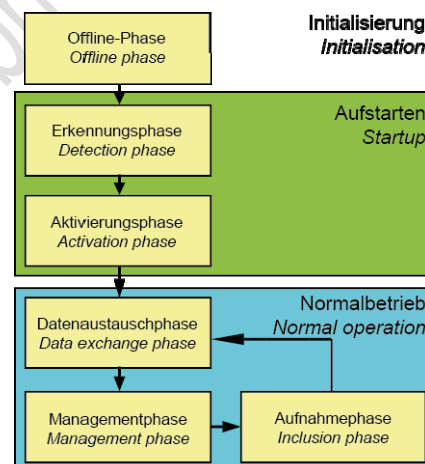 Initialisierung
Initialisation
Offline-Phase
Offline phase
Aufstarten
Startup
Erkennungsphase
Detection phase
Aktivierungsphase
Activation phase
Normalbetrieb
Normal operation
Datenaustauschphase
Data exchange phase
Managementphase
Management phase
Aufnahmephase
Inclusion phase